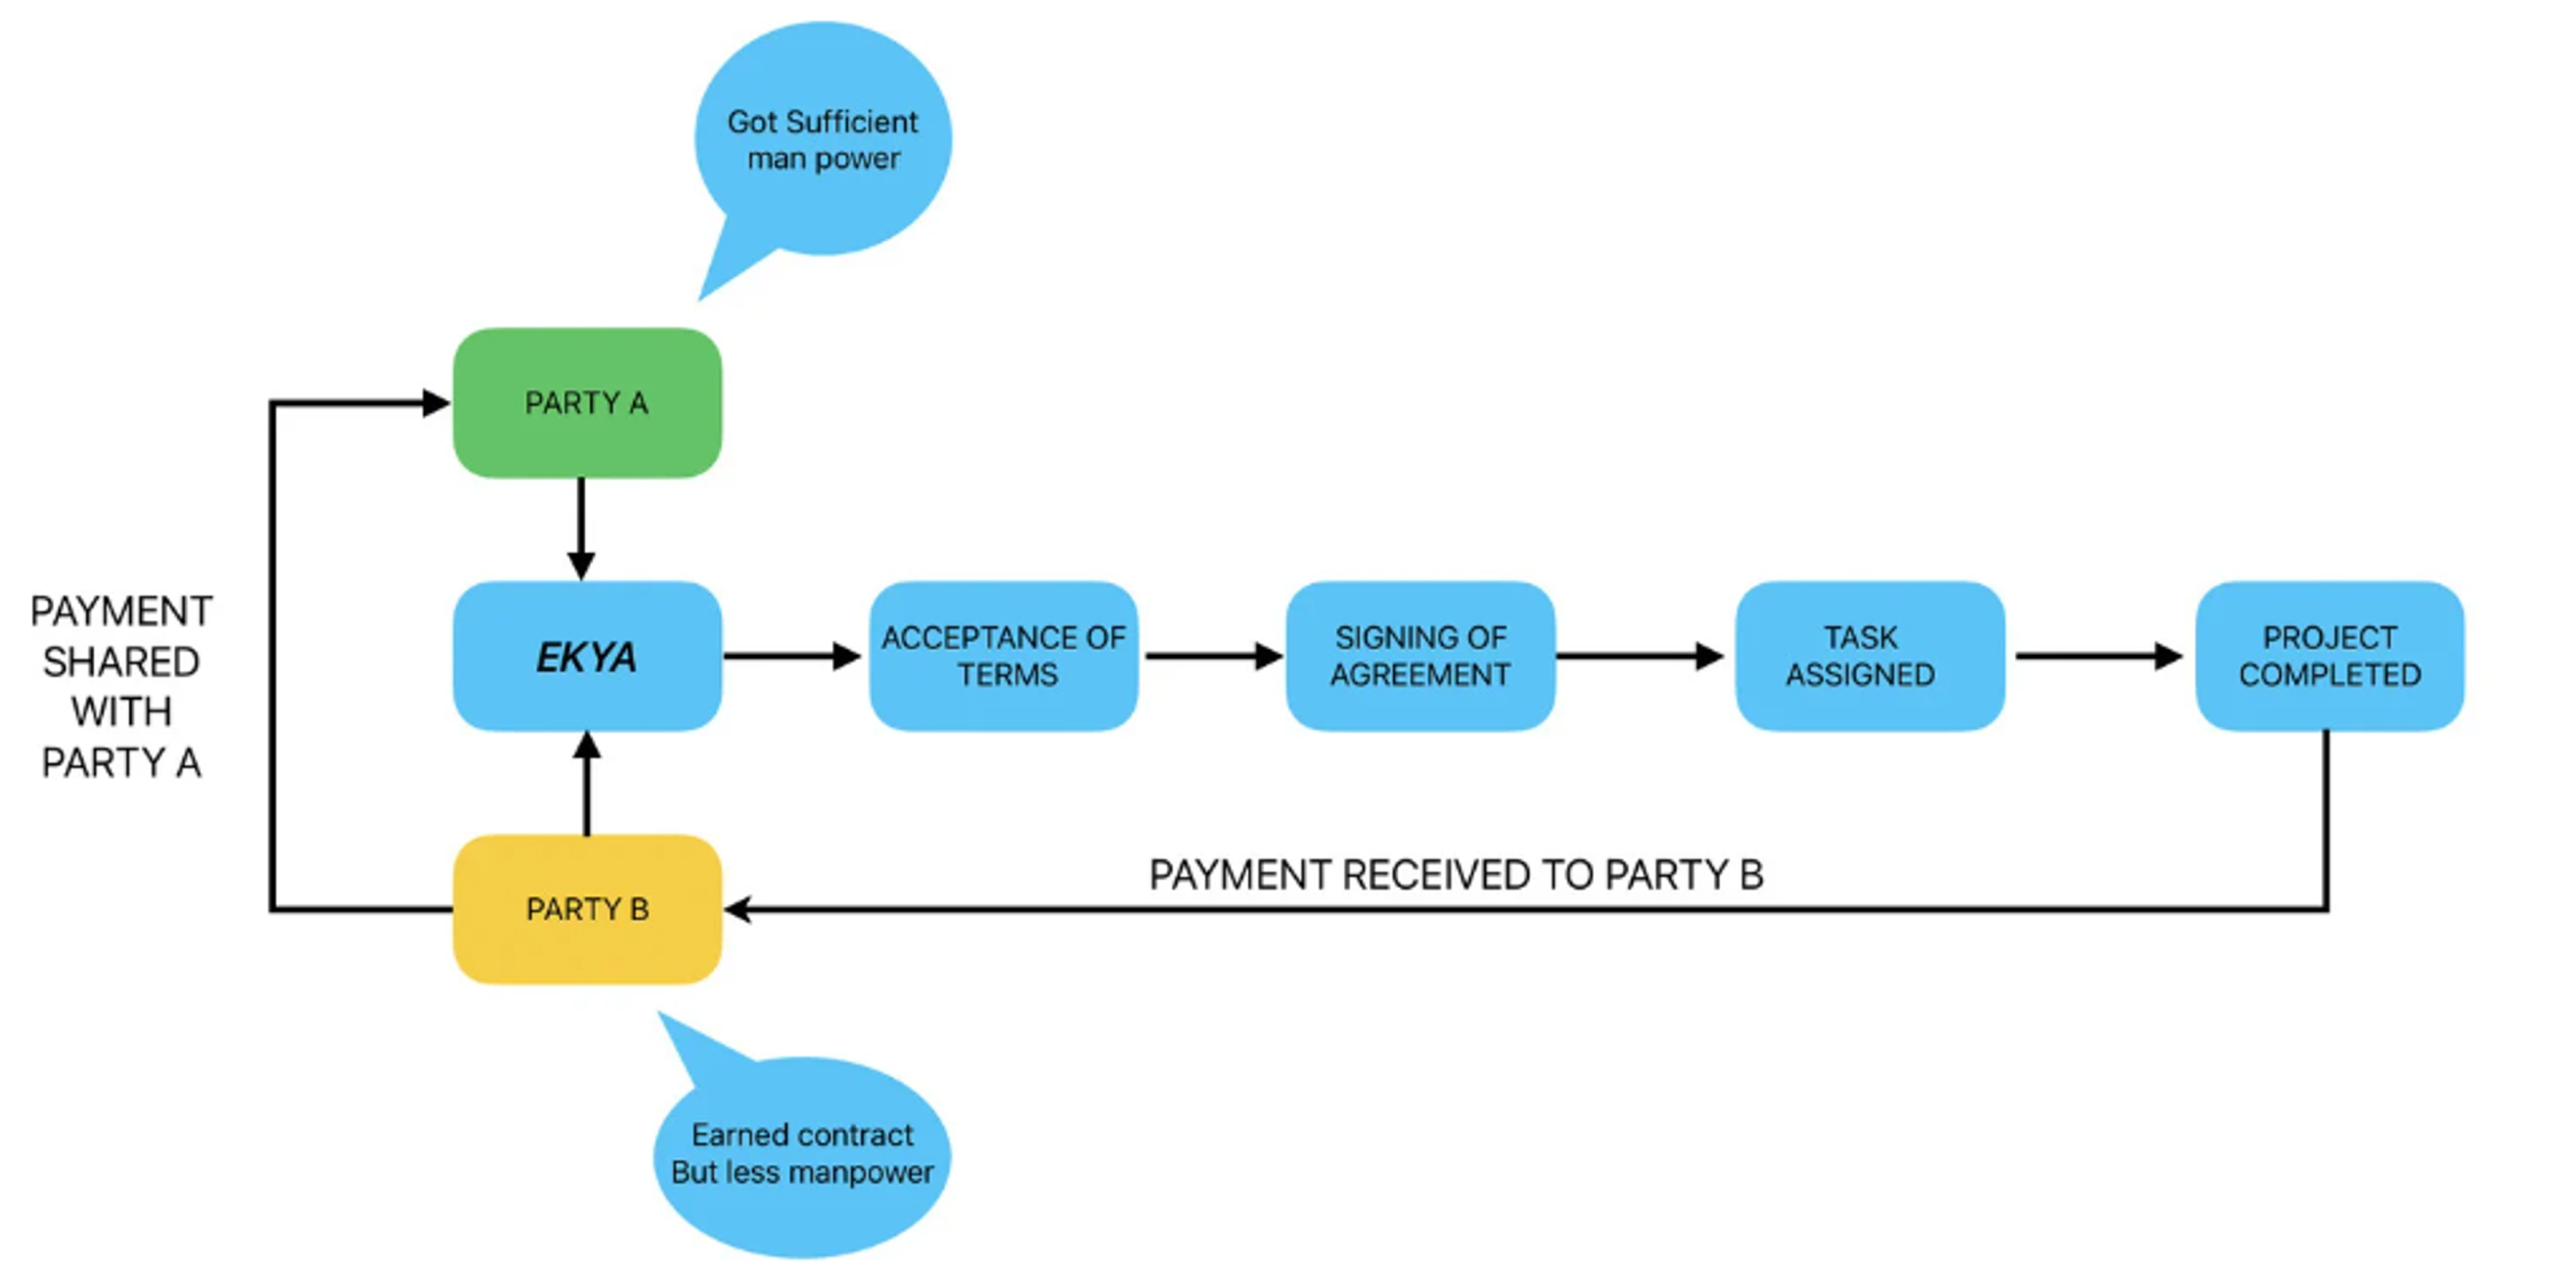 Got Sufficient
man power
PARTY A
PAYMENT
SHARED
WITH
PARTY A
EKYA
ACCEPTANCE OF
TERMS
SIGNING OF
AGREEMENT
TASK
ASSIGNED
PROJECT
COMPLETED
PAYMENT RECEIVED TO PARTY B
PARTY B
Earned contract
But less manpower